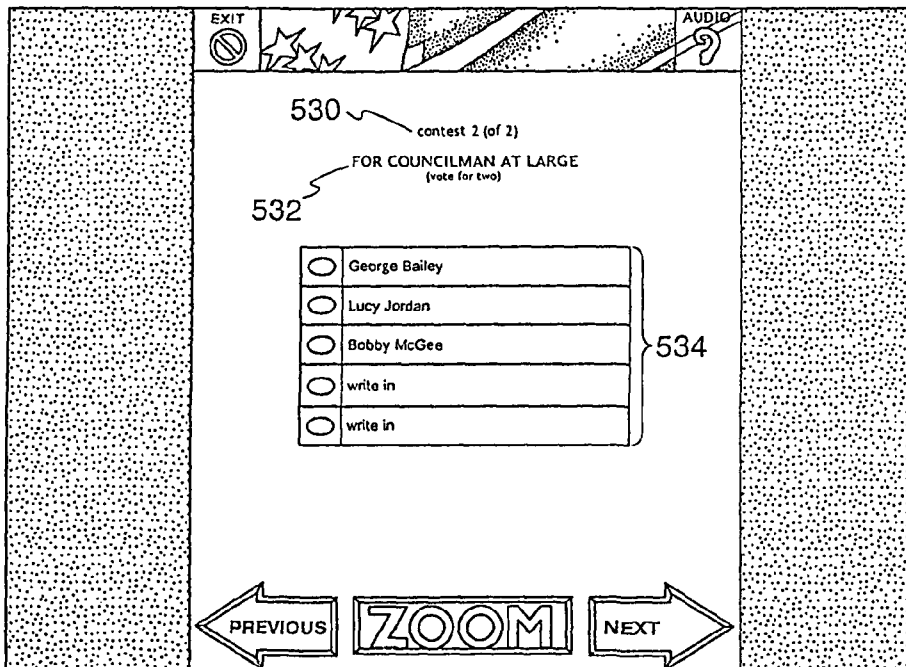 EXIT
AUDIO
530
contest 2 (of 2)
FOR COUNCILMAN AT LARGE
(vote for two)
532
George Bailey
Lucy Jordan
Bobby McGee
534
write in
write in
PREVIOUS
ZOOM
NEXT